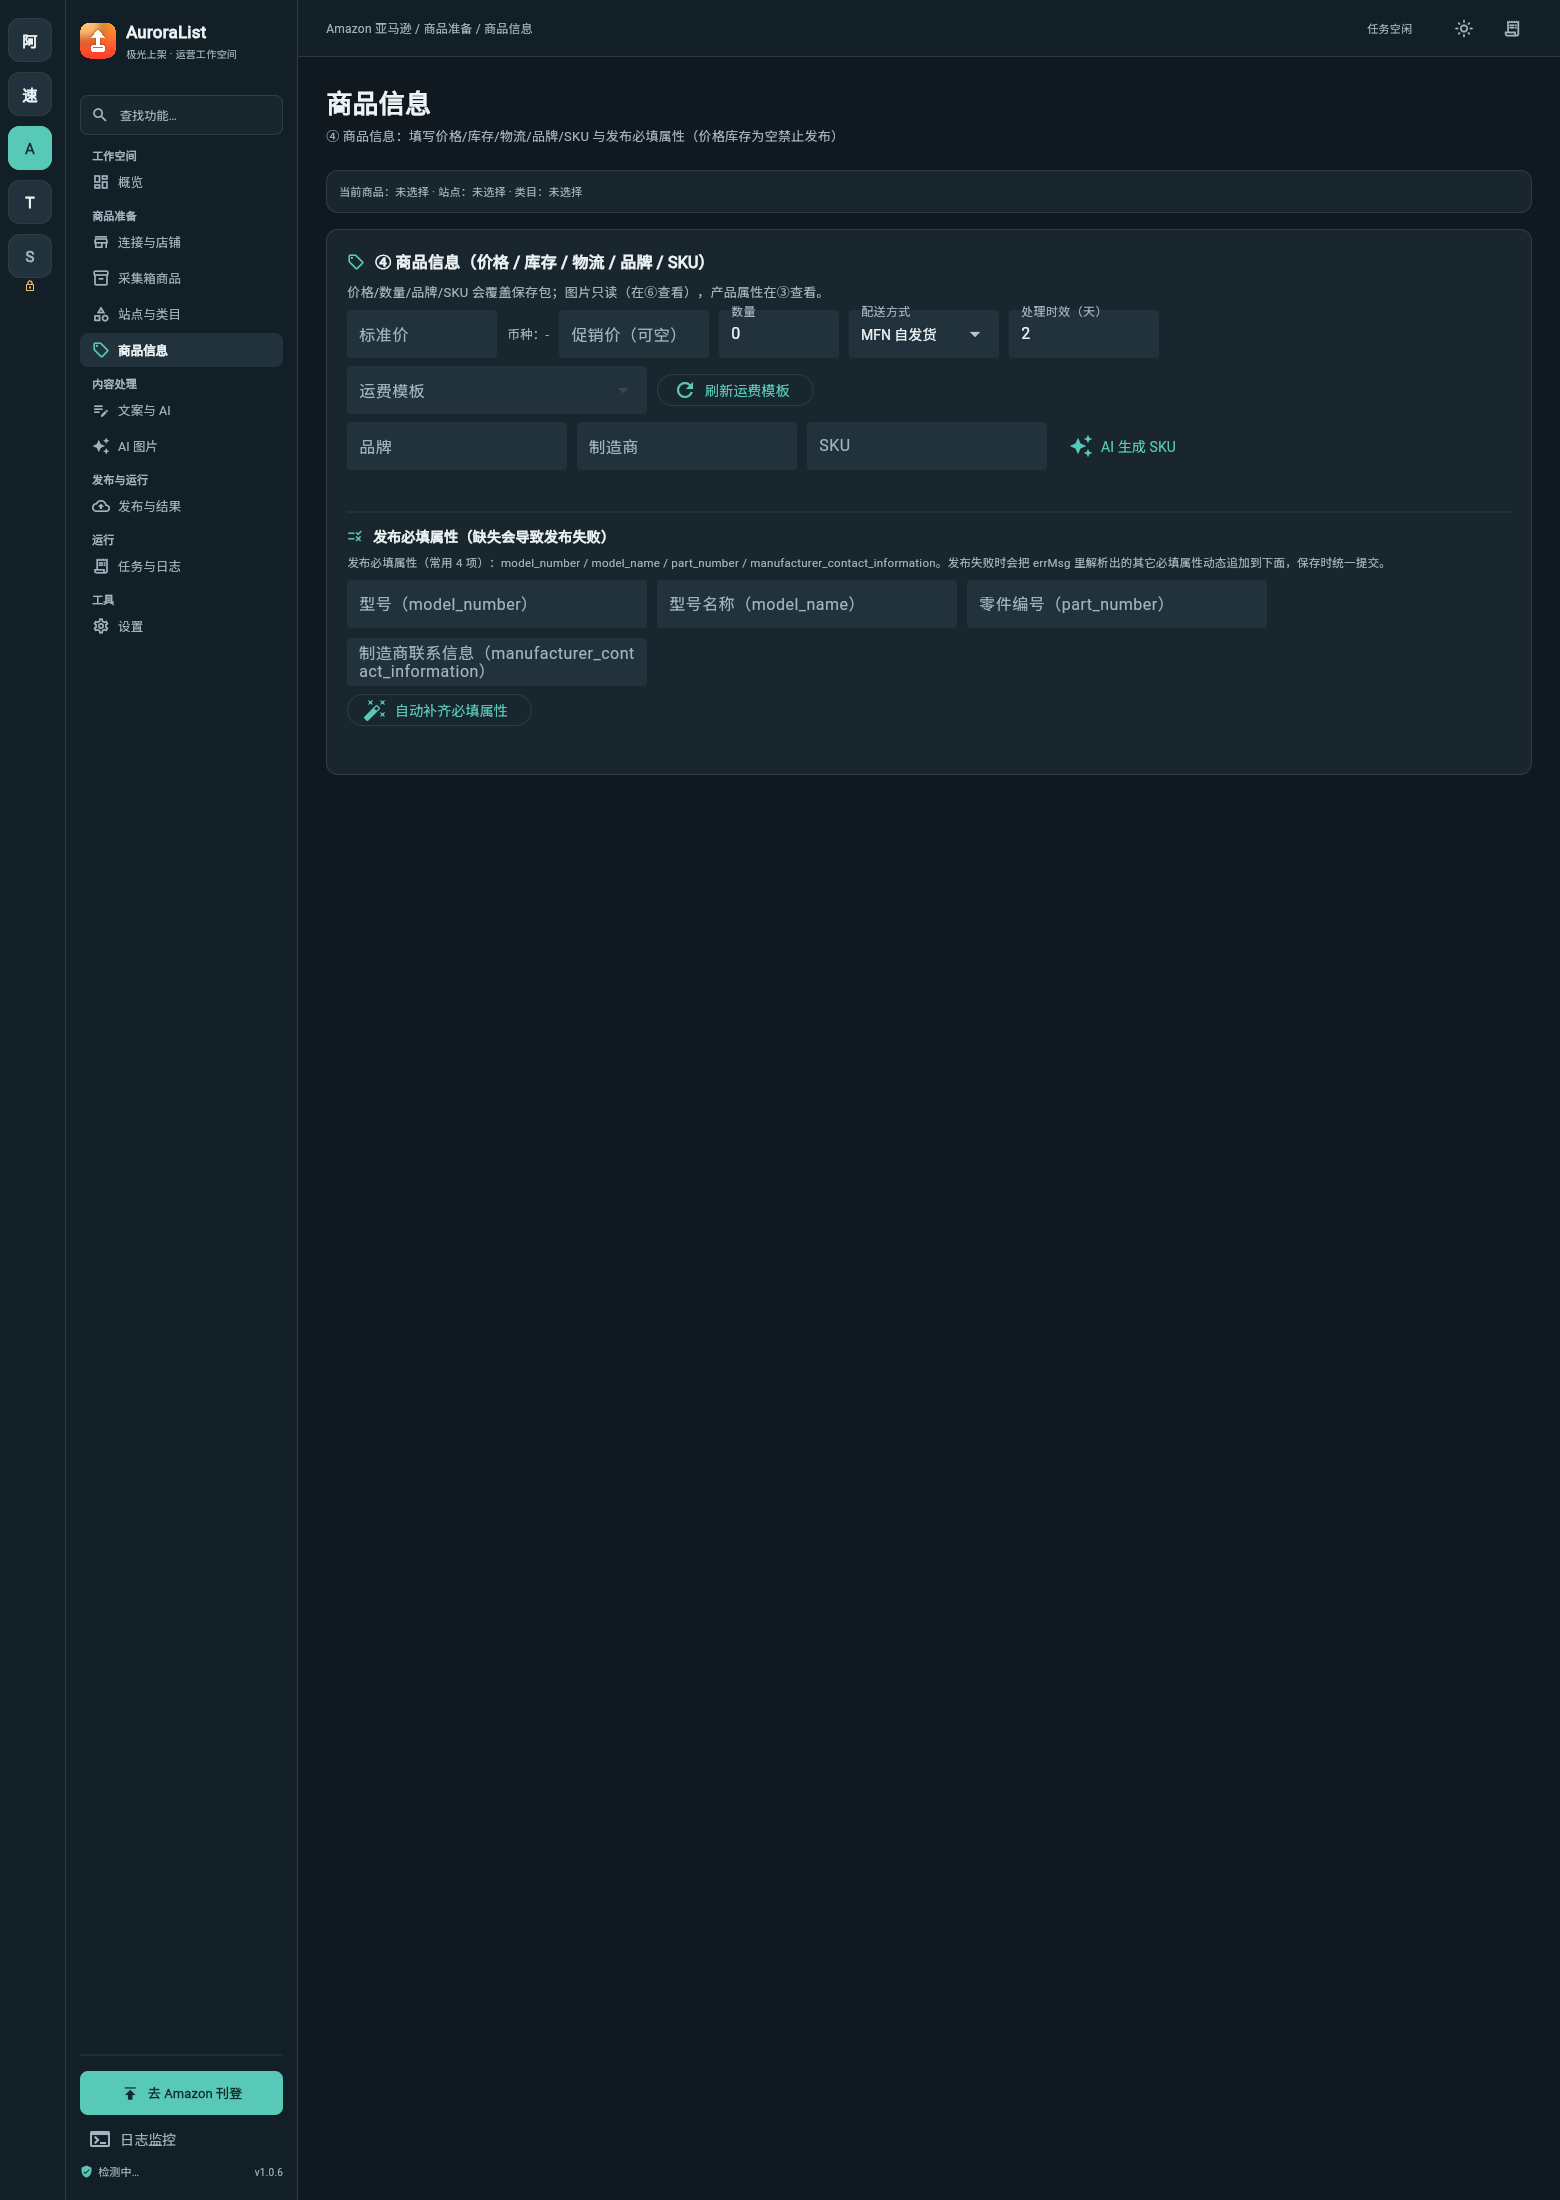 阿
速
A
T
S
AuroraList
极光上架 · 运营工作空间
查找功能...
工作空间
概览
商品准备
连接与店铺
采集箱商品
站点与类目
商品信息
内容处理
文案与 AI
AI 图片
发布与运行
发布与结果
运行
任务与日志
工具
设置
去 Amazon 刊登
日志监控
检测中...
v1.0.6
Amazon 亚马逊 / 商品准备 / 商品信息
任务空闲
商品信息
④ 商品信息：填写价格/库存/物流/品牌/SKU 与发布必填属性（价格库存为空禁止发布）
当前商品：未选择 · 站点：未选择 · 类目：未选择
④ 商品信息（价格 / 库存 / 物流 / 品牌 / SKU）
价格/数量/品牌/SKU 会覆盖保存包；图片只读（在⑥查看），产品属性在③查看。
标准价
币种：-
促销价（可空）
数量
0
配送方式
MFN 自发货
处理时效（天）
2
运费模板
刷新运费模板
品牌
制造商
SKU
AI 生成 SKU
发布必填属性（缺失会导致发布失败）
发布必填属性（常用 4 项）：model_number / model_name / part_number / manufacturer_contact_information。发布失败时会把 errMsg 里解析出的其它必填属性动态追加到下面，保存时统一提交。
型号（model_number）
型号名称（model_name）
零件编号（part_number）
制造商联系信息（manufacturer_cont
act_information）
自动补齐必填属性